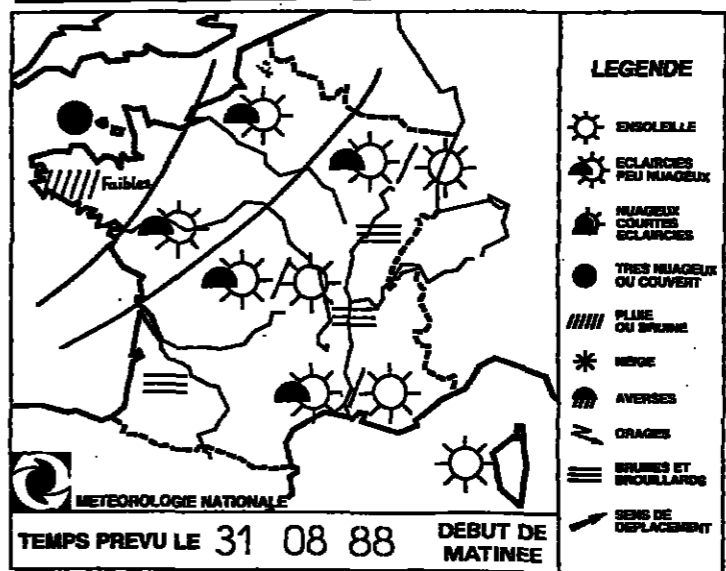 Faibles
METEOROLOGIE NATIONALE
TEMPS PREVU LE 31 08 88 DEBUT DE MATINEE
LEGENDE
ENSOLEILLE
ECLAIRCIES
PEU NUAGEUX
NUAGEUX
COURTES
ECLAIRCIES
TRES NUAGEUX
OU COUVERT
PLUIE
OU BRUINE
NEIGE
AVERSES
ORAGES
BRUMES ET
BROUILLARDS
SENS DE
DEPLACEMENT